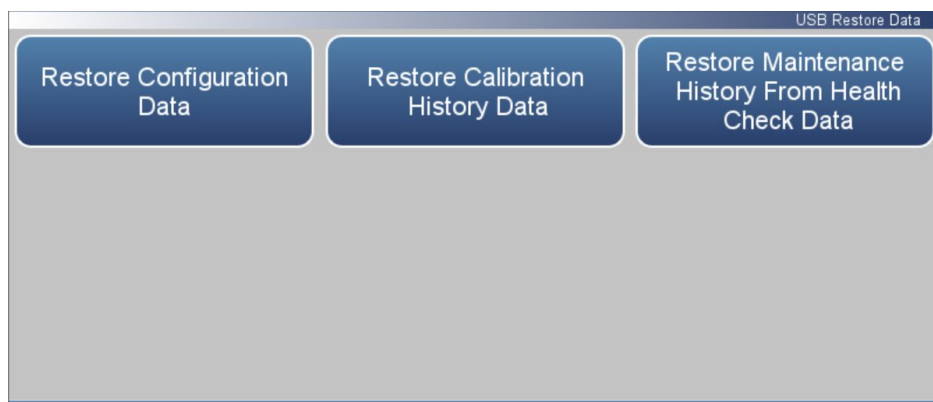 USB Restore Data
Restore Configuration
Data
Restore Calibration
History Data
Restore Maintenance
History From Health
Check Data